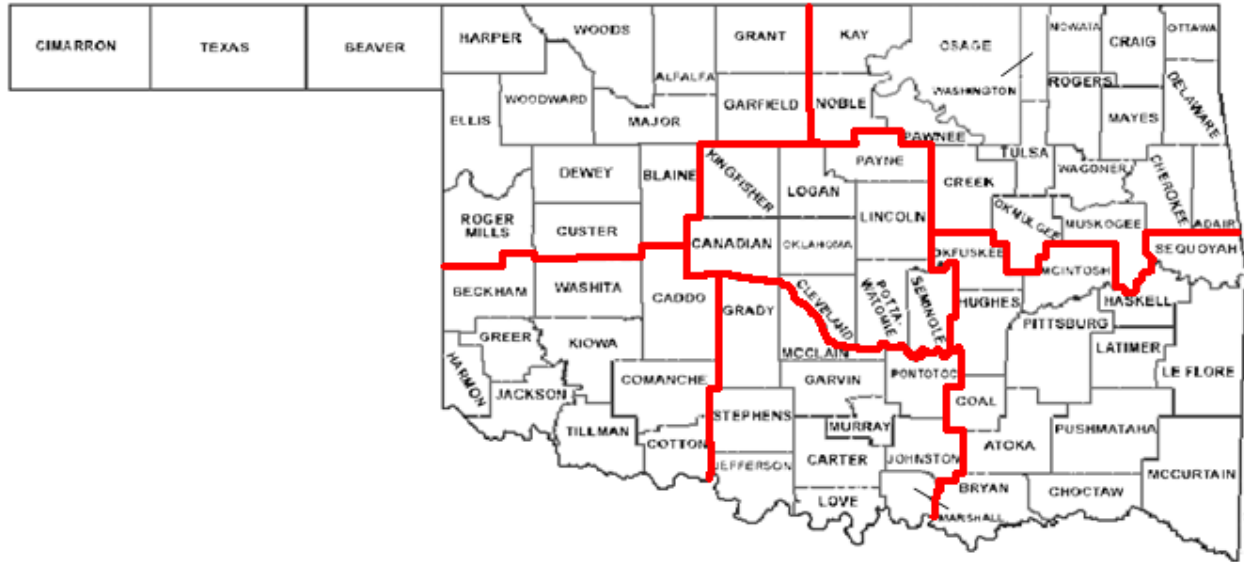 CIMARRON
TEXAS
BEAVER
HARPER
WOODS
GRANT
KAY
OSAGE
NOWATA
CRAIG
OTTAWA
ALFALFA
WOODWARD
GARFIELD
NOBLE
WASHINGTON
ROGERS
DELAWARE
ELLIS
MAJOR
MAYES
PAWNEE
TULSA
KINGFISHER
PAYNE
DEWEY
BLAINE
LOGAN
CREEK
WAGONER
CHEROKEE
ROGER
MILLS
CUSTER
LINCOLN
OKMULGEE
MUSKOGEE
ADAIR
CANADIAN
OKLAHOMA
OKFUSKEE
SEQUOYAH
MCINTOSH
BECKHAM
WASHITA
CADDO
GRADY
CLEVELAND
POTTA-
WATOMIE
SEMINOLE
HUGHES
HASKELL
PITTSBURG
GREER
KIOWA
MCCLAIN
LATIMER
HARMON
COMANCHE
GARVIN
PONTOTOC
LE FLORE
JACKSON
STEPHENS
COAL
TILLMAN
COTTON
MURRAY
ATOKA
PUSHMATAHA
JEFFERSON
CARTER
JOHNSTON
MCCURTAIN
LOVE
BRYAN
CHOCTAW
MARSHALL